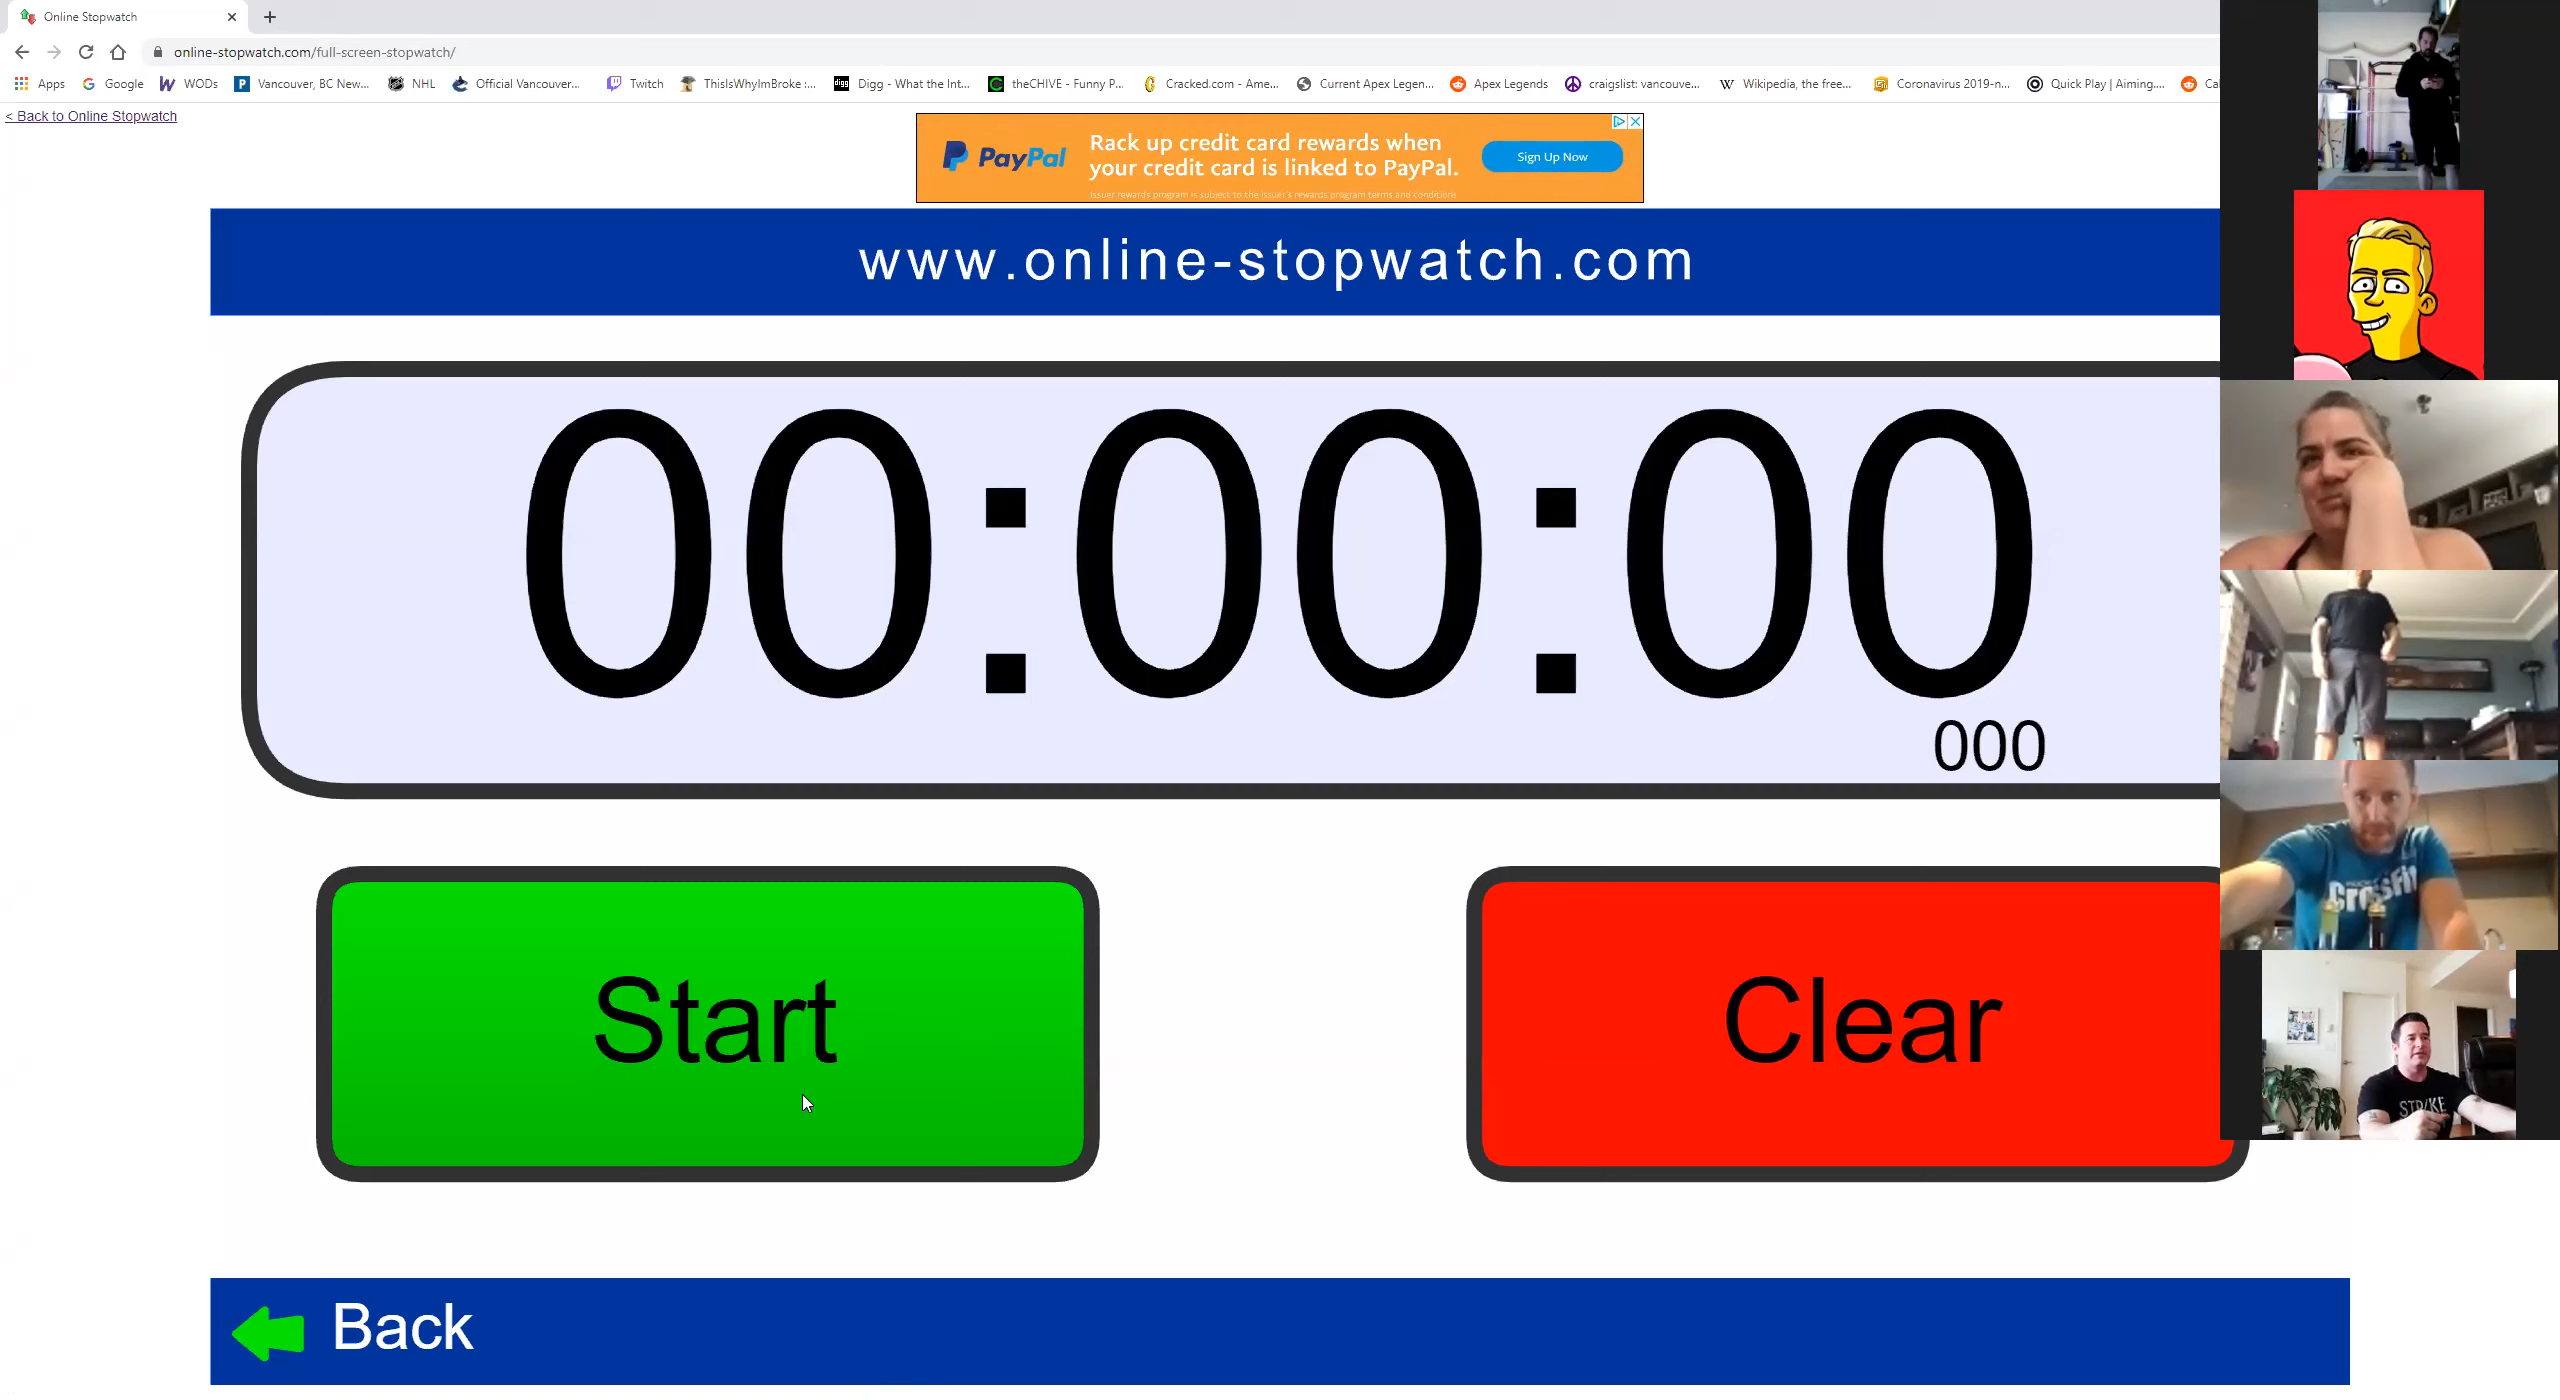 Online Stopwatch
online-stopwatch.com/full-screen-stopwatch/
Apps
Google
WODs
Vancouver, BC New...
NHL
Official Vancouver...
Twitch
ThisIsWhyImBroke :...
Digg - What the Int...
theCHIVE - Funny P...
Cracked.com - Ame...
Current Apex Legen...
Apex Legends
craigslist: vancouve...
Wikipedia, the free...
Coronavirus 2019-n...
Quick Play | Aiming....
Cal
< Back to Online Stopwatch
PayPal
Rack up credit card rewards when
your credit card is linked to PayPal.
Sign Up Now
www.online-stopwatch.com
00:00:00
000
Start
Clear
Back
CrossFit
STRIKE